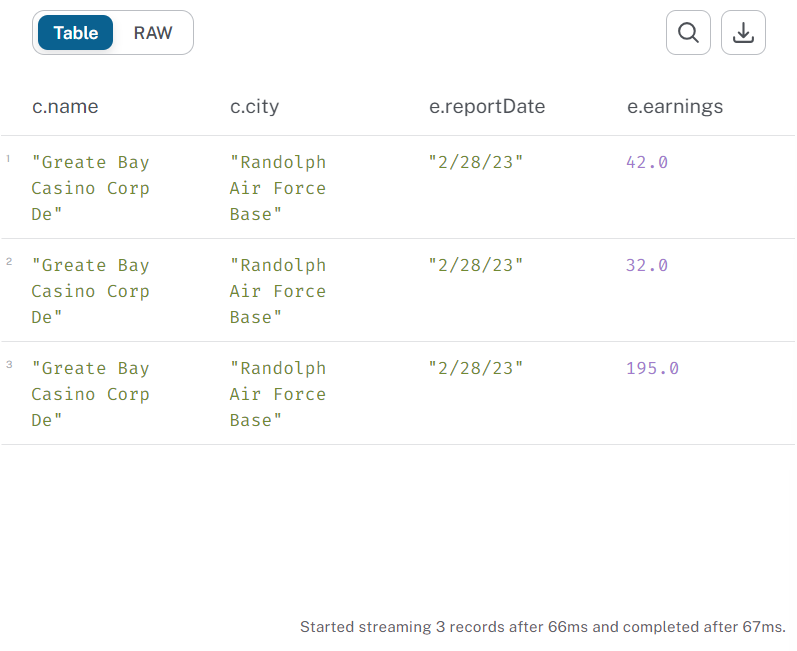 Table RAW
c.name c.city e.reportDate e.earnings
1 "Greate Bay "Randolph "2/28/23" 42.0
Casino Corp Air Force
De" Base"
2 "Greate Bay "Randolph "2/28/23" 32.0
Casino Corp Air Force
De" Base"
3 "Greate Bay "Randolph "2/28/23" 195.0
Casino Corp Air Force
De" Base"
Started streaming 3 records after 66ms and completed after 67ms.